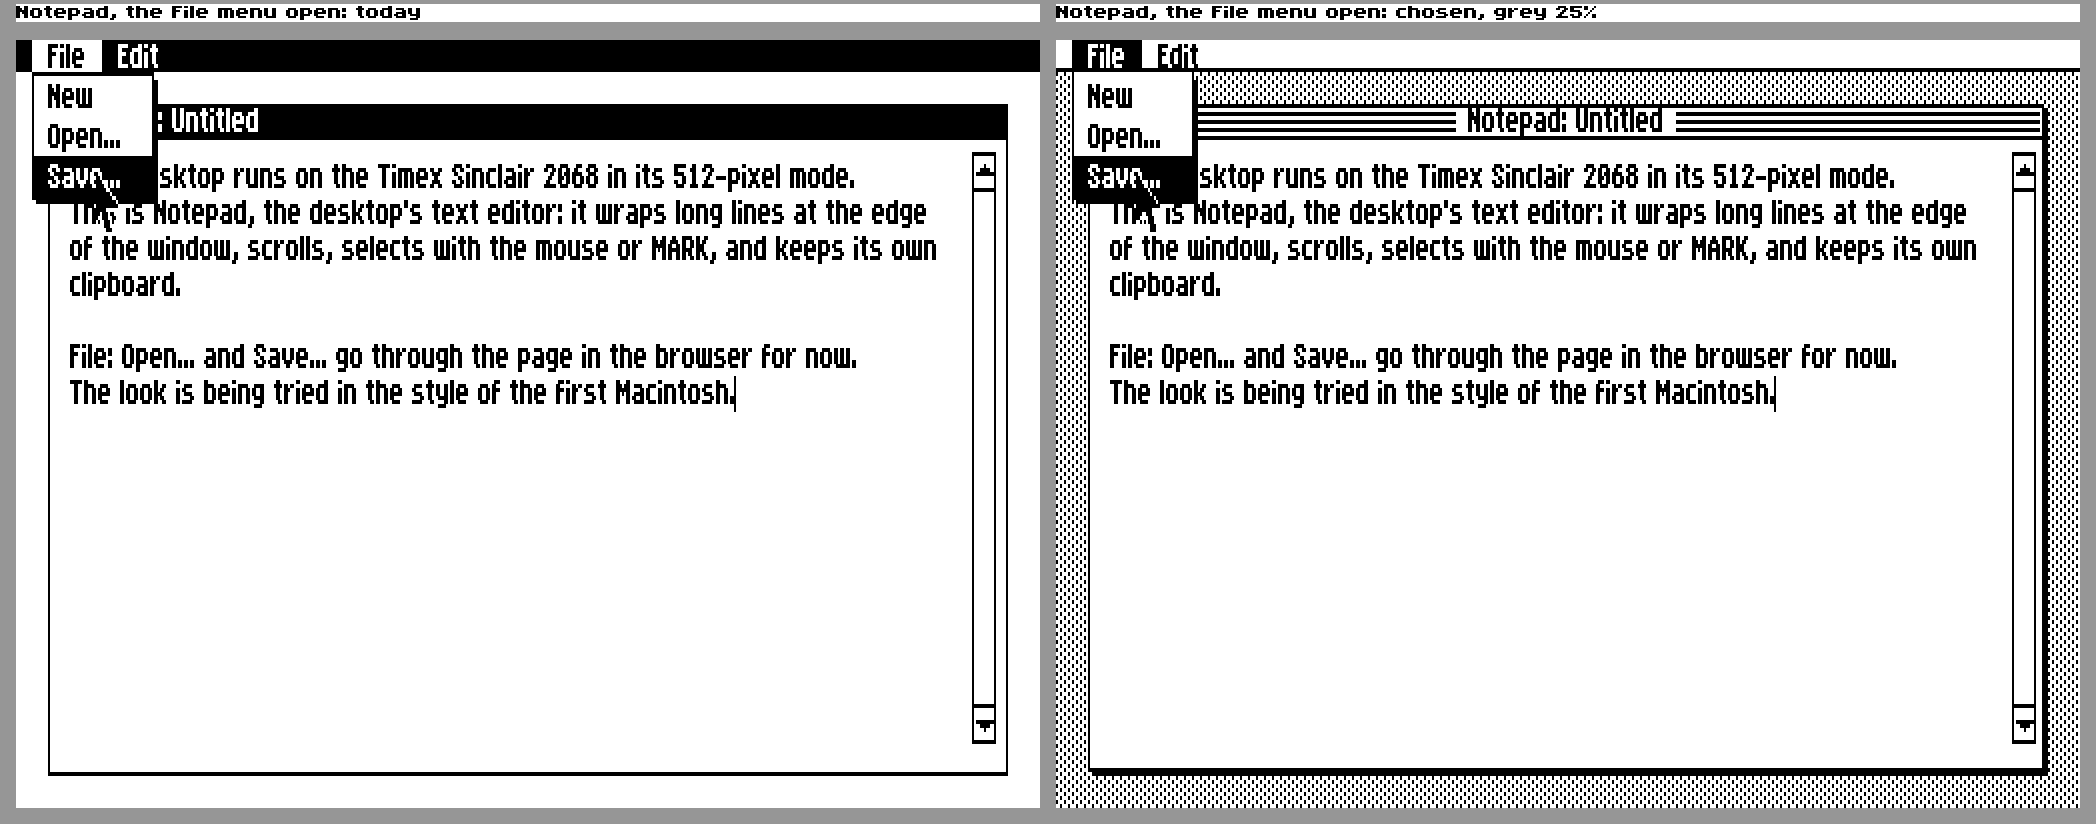 Notepad, the File menu open: today
File Edit
New
: Untitled
Open...
Save...
sktop runs on the Timex Sinclair 2068 in its 512-pixel mode.
is Notepad, the desktop's text editor: it wraps long lines at the edge
of the window, scrolls, selects with the mouse or MARK, and keeps its own
clipboard.
File: Open... and Save... go through the page in the browser for now.
The look is being tried in the style of the first Macintosh.
Notepad, the File menu open: chosen, grey 25%
File Edit
New
Notepad: Untitled
Open...
Save...
sktop runs on the Timex Sinclair 2068 in its 512-pixel mode.
is Notepad, the desktop's text editor: it wraps long lines at the edge
of the window, scrolls, selects with the mouse or MARK, and keeps its own
clipboard.
File: Open... and Save... go through the page in the browser for now.
The look is being tried in the style of the first Macintosh.